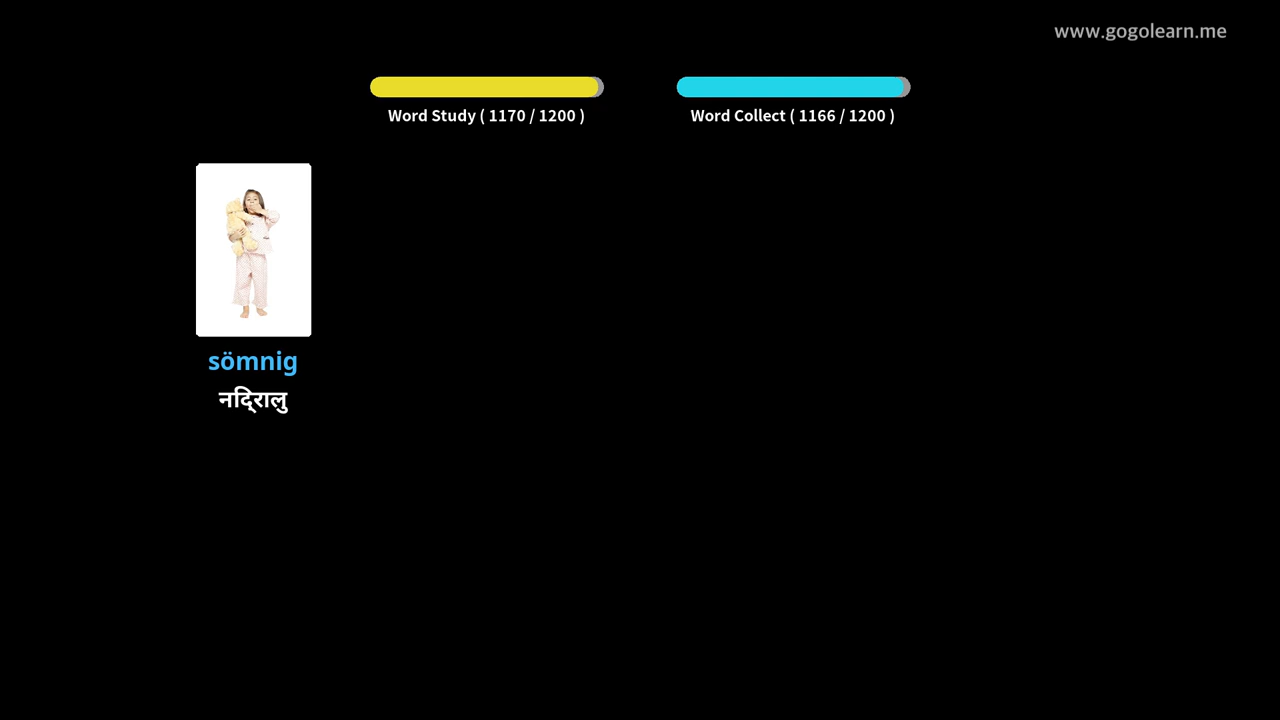 www.gogolearn.me
Word Study ( 1170 / 1200 )
Word Collect ( 1166 / 1200 )
sömnig
निद्रालु